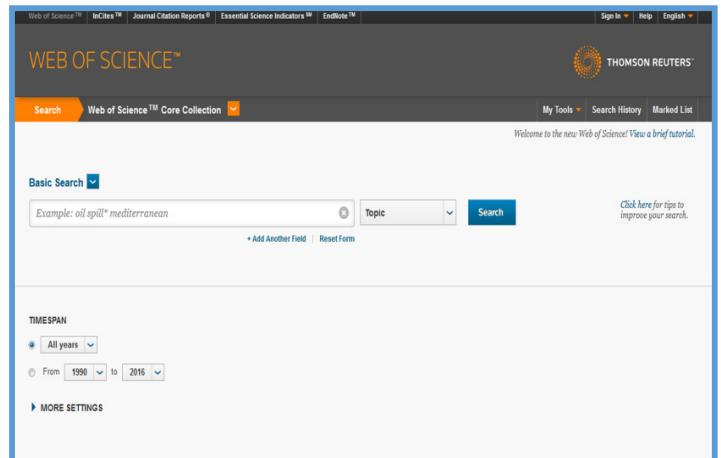 Web of Science™ InCites™ Journal Citation Reports® Essential Science Indicators℠ EndNote™ Sign In Help English
WEB OF SCIENCE™ THOMSON REUTERS™
Search Web of Science™ Core Collection My Tools Search History Marked List
Welcome to the new Web of Science! View a brief tutorial.
Basic Search
Example: oil spill* mediterranean Topic Search Click here for tips to
improve your search.
+ Add Another Field | Reset Form
TIMESPAN
All years
From 1990 to 2016
MORE SETTINGS